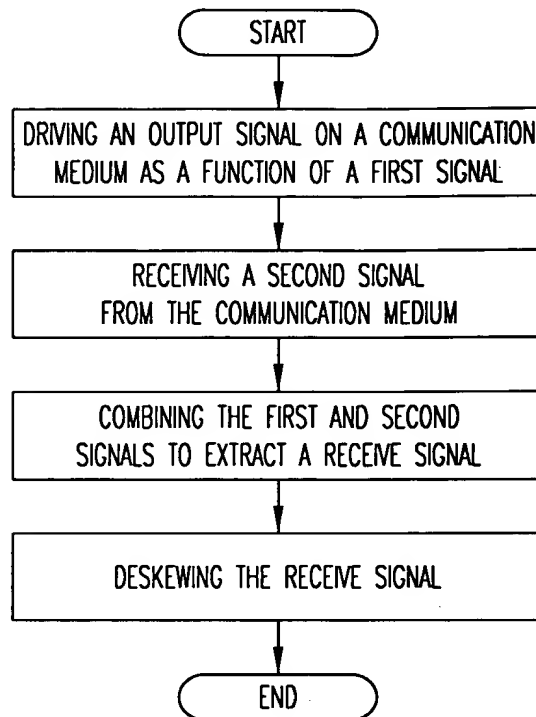 START
DRIVING AN OUTPUT SIGNAL ON A COMMUNICATION
MEDIUM AS A FUNCTION OF A FIRST SIGNAL
RECEIVING A SECOND SIGNAL
FROM THE COMMUNICATION MEDIUM
COMBINING THE FIRST AND SECOND
SIGNALS TO EXTRACT A RECEIVE SIGNAL
DESKEWING THE RECEIVE SIGNAL
END